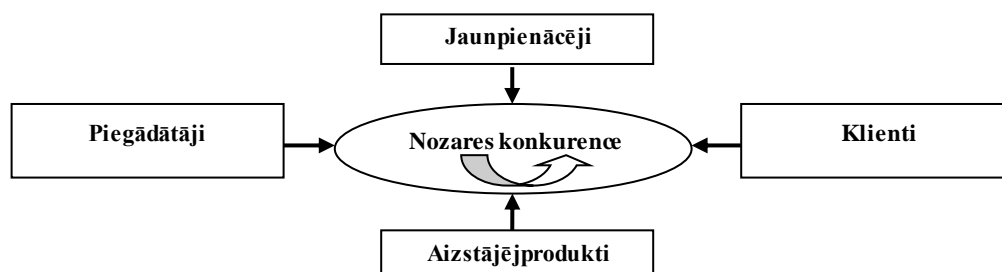 Jaunpienācēji
Piegādātāji
Nozares konkurence
Klienti
Aizstājējprodukti